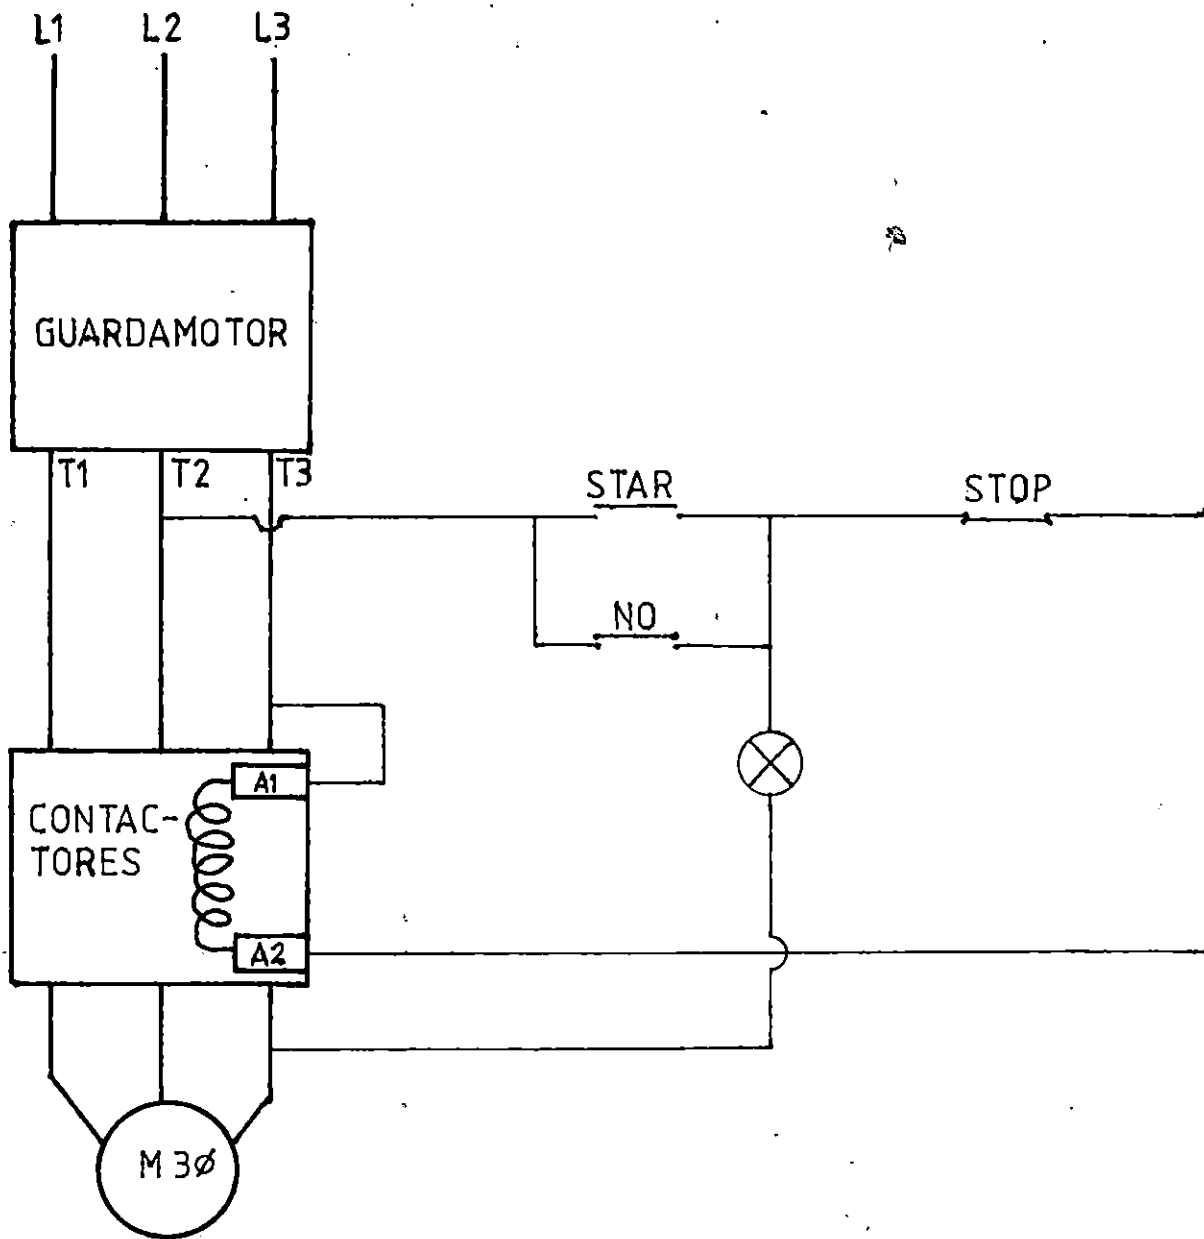 L1 L2 L3
GUARDAMOTOR
T1 T2 T3
STAR STOP
NO
A1
CONTAC-
TORES
A2
M 3ø